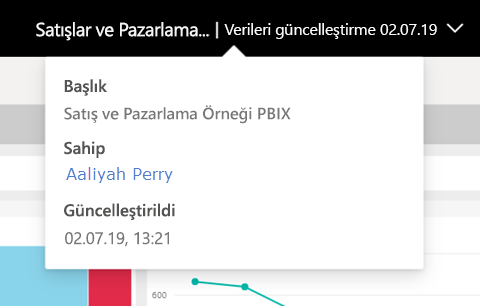 Satışlar ve Pazarlama... | Verileri güncelleştirme 02.07.19
Başlık
Satış ve Pazarlama Örneği PBIX
Sahip
Aaliyah Perry
Güncelleştirildi
02.07.19, 13:21
600